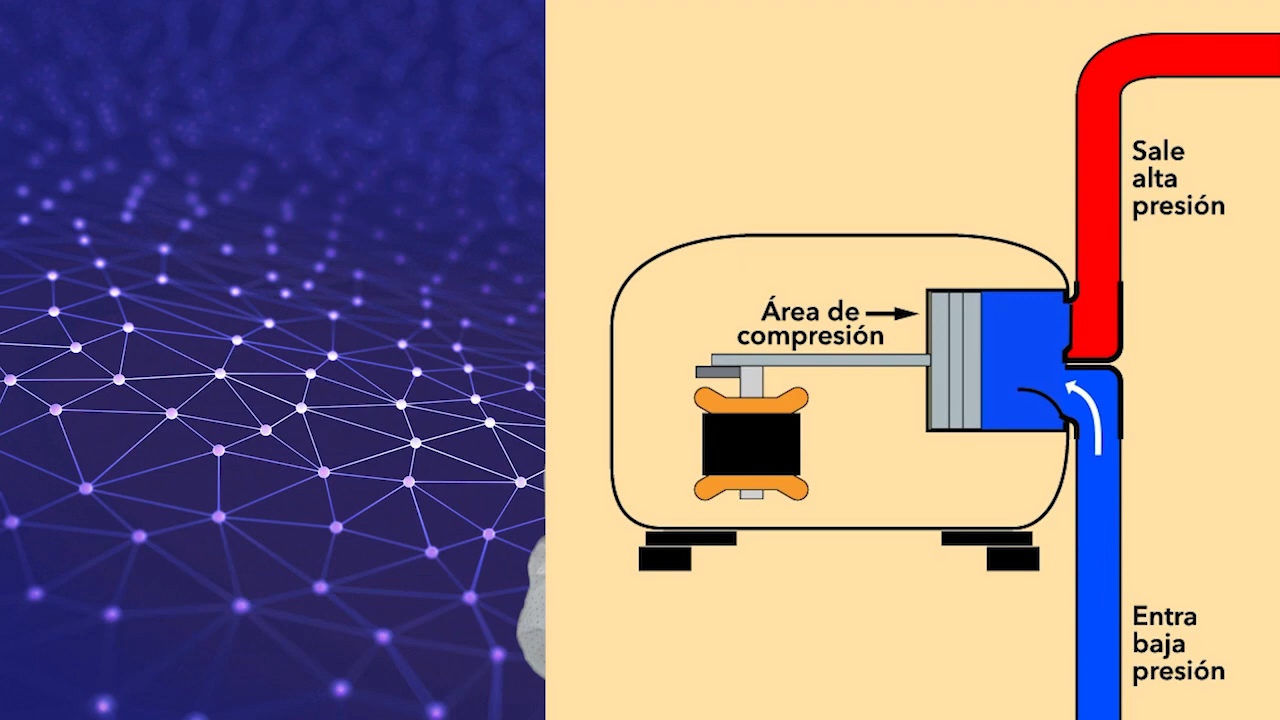 Sale
alta
presión
Área de
compresión
Entra
baja
presión